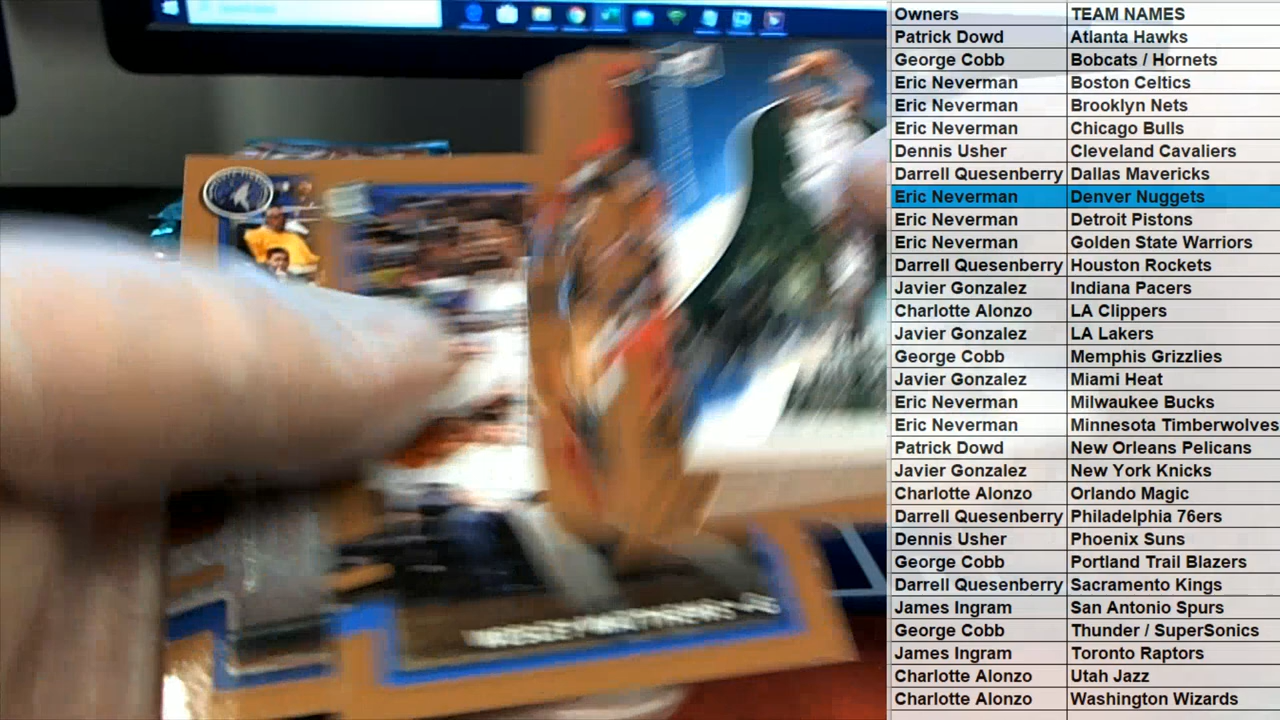 Owners TEAM NAMES
Patrick Dowd Atlanta Hawks
George Cobb Bobcats / Hornets
Eric Neverman Boston Celtics
Eric Neverman Brooklyn Nets
Eric Neverman Chicago Bulls
Dennis Usher Cleveland Cavaliers
Darrell Quesenberry Dallas Mavericks
Eric Neverman Denver Nuggets
Eric Neverman Detroit Pistons
Eric Neverman Golden State Warriors
Darrell Quesenberry Houston Rockets
Javier Gonzalez Indiana Pacers
Charlotte Alonzo LA Clippers
Javier Gonzalez LA Lakers
George Cobb Memphis Grizzlies
Javier Gonzalez Miami Heat
Eric Neverman Milwaukee Bucks
Eric Neverman Minnesota Timberwolves
Patrick Dowd New Orleans Pelicans
Javier Gonzalez New York Knicks
Charlotte Alonzo Orlando Magic
Darrell Quesenberry Philadelphia 76ers
Dennis Usher Phoenix Suns
George Cobb Portland Trail Blazers
Darrell Quesenberry Sacramento Kings
James Ingram San Antonio Spurs
George Cobb Thunder / SuperSonics
James Ingram Toronto Raptors
Charlotte Alonzo Utah Jazz
Charlotte Alonzo Washington Wizards